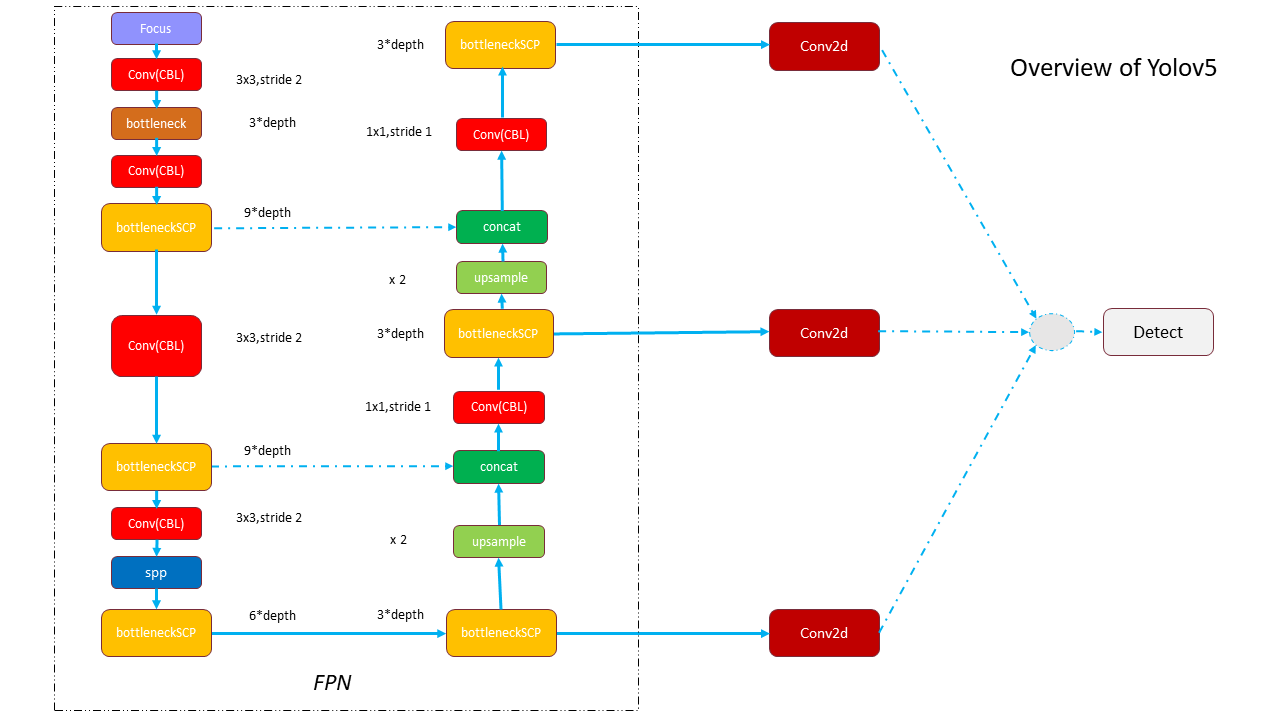 Overview of Yolov5
Focus
Conv(CBL)
3x3,stride 2
bottleneck
3*depth
Conv(CBL)
bottleneckSCP
9*depth
Conv(CBL)
3x3,stride 2
bottleneckSCP
9*depth
Conv(CBL)
3x3,stride 2
spp
bottleneckSCP
6*depth
3*depth
bottleneckSCP
1x1,stride 1
Conv(CBL)
concat
x 2
upsample
3*depth
bottleneckSCP
1x1,stride 1
Conv(CBL)
concat
x 2
upsample
3*depth
bottleneckSCP
FPN
Conv2d
Conv2d
Conv2d
Detect